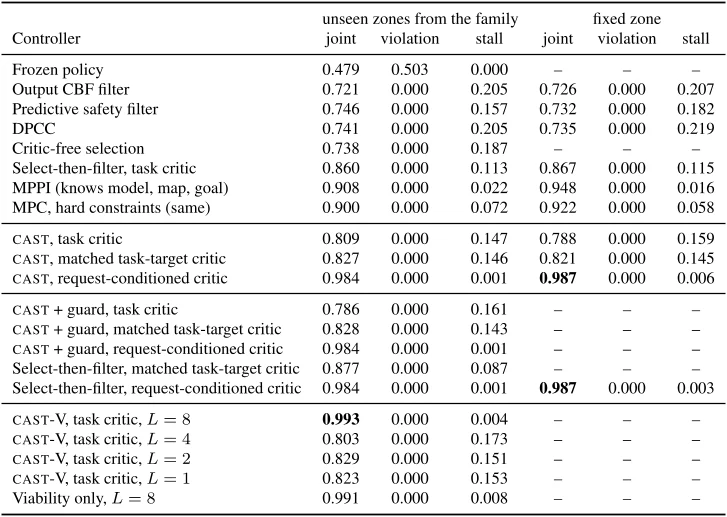 unseen zones from the family fixed zone
Controller joint violation stall joint violation stall
Frozen policy 0.479 0.503 0.000 – – –
Output CBF filter 0.721 0.000 0.205 0.726 0.000 0.207
Predictive safety filter 0.746 0.000 0.157 0.732 0.000 0.182
DPCC 0.741 0.000 0.205 0.735 0.000 0.219
Critic-free selection 0.738 0.000 0.187 – – –
Select-then-filter, task critic 0.860 0.000 0.113 0.867 0.000 0.115
MPPI (knows model, map, goal) 0.908 0.000 0.022 0.948 0.000 0.016
MPC, hard constraints (same) 0.900 0.000 0.072 0.922 0.000 0.058
CAST, task critic 0.809 0.000 0.147 0.788 0.000 0.159
CAST, matched task-target critic 0.827 0.000 0.146 0.821 0.000 0.145
CAST, request-conditioned critic 0.984 0.000 0.001 0.987 0.000 0.006
CAST + guard, task critic 0.786 0.000 0.161 – – –
CAST + guard, matched task-target critic 0.828 0.000 0.143 – – –
CAST + guard, request-conditioned critic 0.984 0.000 0.001 – – –
Select-then-filter, matched task-target critic 0.877 0.000 0.087 – – –
Select-then-filter, request-conditioned critic 0.984 0.000 0.001 0.987 0.000 0.003
CAST-V, task critic, L = 8 0.993 0.000 0.004 – – –
CAST-V, task critic, L = 4 0.803 0.000 0.173 – – –
CAST-V, task critic, L = 2 0.829 0.000 0.151 – – –
CAST-V, task critic, L = 1 0.823 0.000 0.153 – – –
Viability only, L = 8 0.991 0.000 0.008 – – –